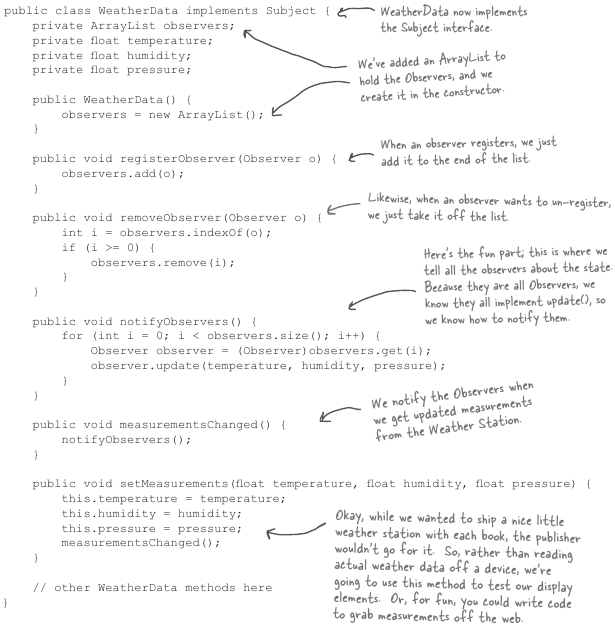 public class WeatherData implements Subject {
WeatherData now implements
the Subject interface.
private ArrayList observers;
private float temperature;
private float humidity;
private float pressure;
We've added an ArrayList to
hold the Observers, and we
create it in the constructor.
public WeatherData() {
observers = new ArrayList();
}
public void registerObserver(Observer o) {
observers.add(o);
}
When an observer registers, we just
add it to the end of the list.
public void removeObserver(Observer o) {
int i = observers.indexOf(o);
if (i >= 0) {
observers.remove(i);
}
}
Likewise, when an observer wants to un-register,
we just take it off the list.
Here's the fun part; this is where we
tell all the observers about the state.
Because they are all Observers, we
know they all implement update(), so
we know how to notify them.
public void notifyObservers() {
for (int i = 0; i < observers.size(); i++) {
Observer observer = (Observer)observers.get(i);
observer.update(temperature, humidity, pressure);
}
}
public void measurementsChanged() {
notifyObservers();
}
We notify the Observers when
we get updated measurements
from the Weather Station.
public void setMeasurements(float temperature, float humidity, float pressure) {
this.temperature = temperature;
this.humidity = humidity;
this.pressure = pressure;
measurementsChanged();
}
Okay, while we wanted to ship a nice little
weather station with each book, the publisher
wouldn't go for it. So, rather than reading
actual weather data off a device, we're
going to use this method to test our display
elements. Or, for fun, you could write code
to grab measurements off the web.
// other WeatherData methods here
}